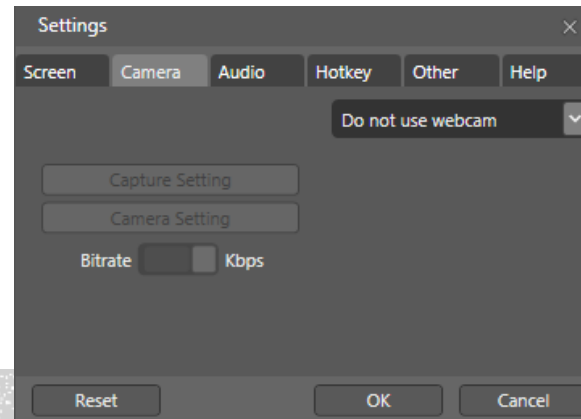 Settings
Screen Camera Audio Hotkey Other Help
Do not use webcam
Capture Setting
Camera Setting
Bitrate Kbps
Reset OK Cancel